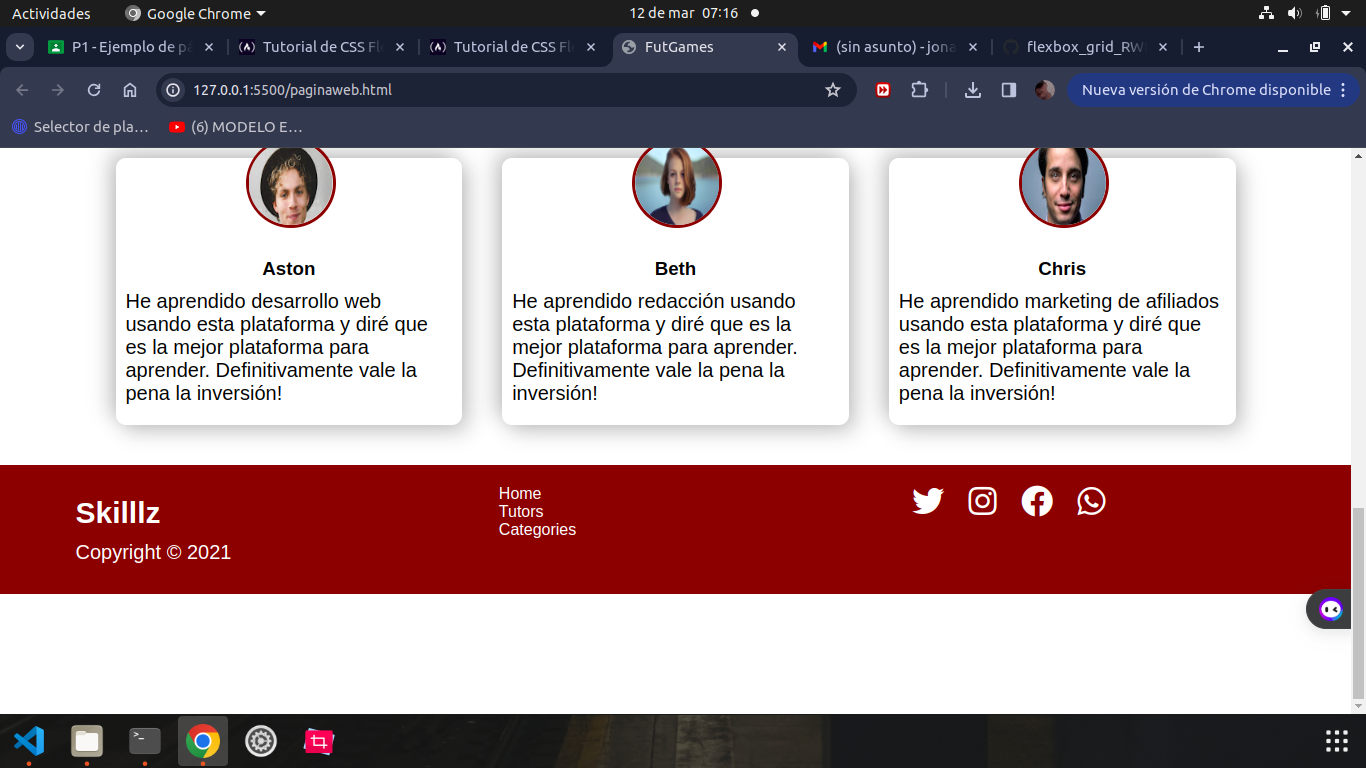 Actividades
Google Chrome
12 de mar 07:16
P1 - Ejemplo de pá
Tutorial de CSS Fle
Tutorial de CSS Fle
FutGames
(sin asunto) - jona
flexbox_grid_RW
127.0.0.1:5500/paginaweb.html
Nueva versión de Chrome disponible
Selector de pla…
(6) MODELO E…
Aston
He aprendido desarrollo web
usando esta plataforma y diré que
es la mejor plataforma para
aprender. Definitivamente vale la
pena la inversión!
Beth
He aprendido redacción usando
esta plataforma y diré que es la
mejor plataforma para aprender.
Definitivamente vale la pena la
inversión!
Chris
He aprendido marketing de afiliados
usando esta plataforma y diré que
es la mejor plataforma para
aprender. Definitivamente vale la
pena la inversión!
Skilllz
Copyright © 2021
Home
Tutors
Categories